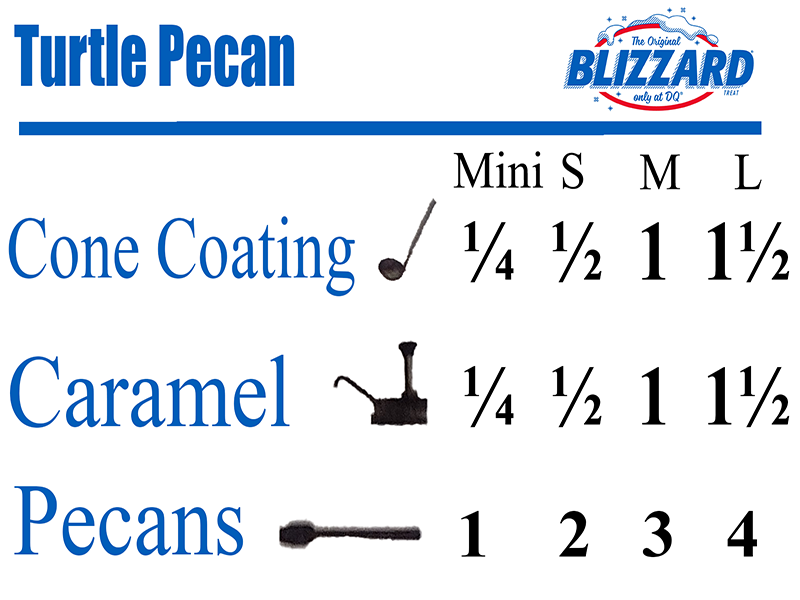 Turtle Pecan
The Original
BLIZZARD®
TREAT
only at DQ®
Mini S M L
Cone Coating ¼ ½ 1 1½
Caramel ¼ ½ 1 1½
Pecans 1 2 3 4